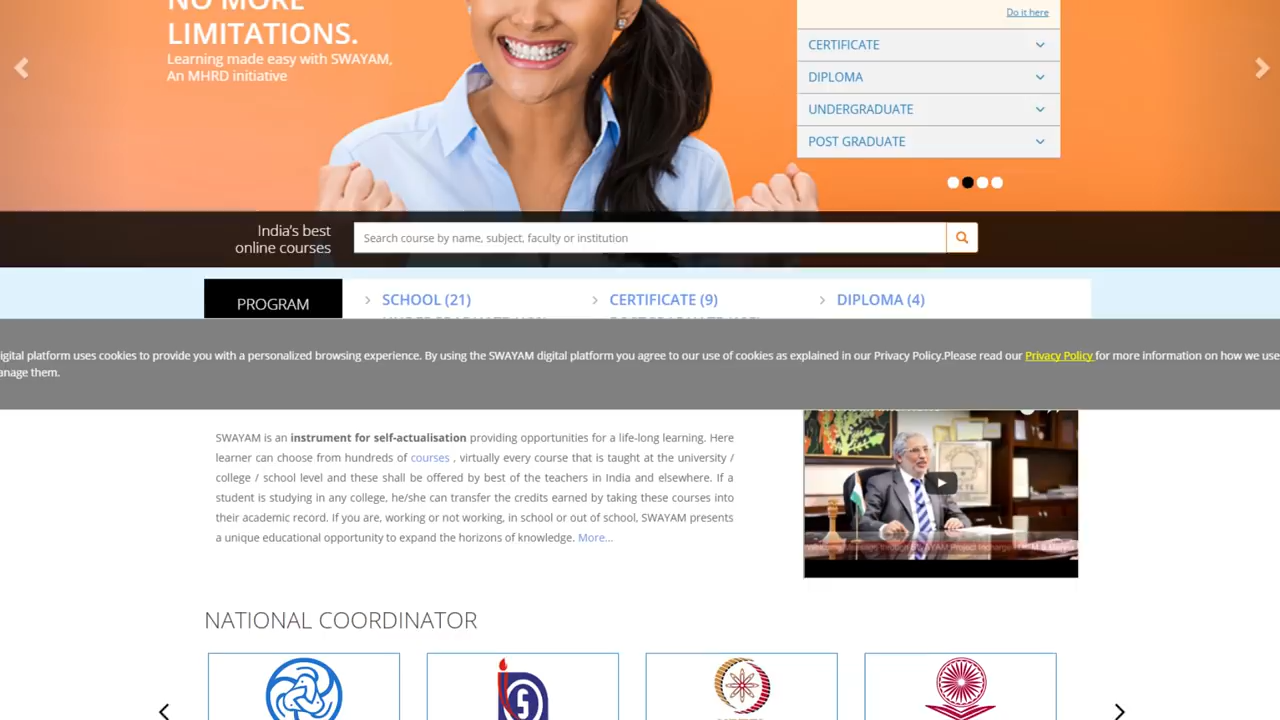 NO MORE
LIMITATIONS.
Learning made easy with SWAYAM,
An MHRD initiative
Do it here
CERTIFICATE
DIPLOMA
UNDERGRADUATE
POST GRADUATE
India's best
online courses
Search course by name, subject, faculty or institution
PROGRAM
SCHOOL (21)
CERTIFICATE (9)
DIPLOMA (4)
igital platform uses cookies to provide you with a personalized browsing experience. By using the SWAYAM digital platform you agree to our use of cookies as explained in our Privacy Policy.Please read our Privacy Policy for more information on how we use
anage them.
SWAYAM is an instrument for self-actualisation providing opportunities for a life-long learning. Here
learner can choose from hundreds of courses , virtually every course that is taught at the university /
college / school level and these shall be offered by best of the teachers in India and elsewhere. If a
student is studying in any college, he/she can transfer the credits earned by taking these courses into
their academic record. If you are, working or not working, in school or out of school, SWAYAM presents
a unique educational opportunity to expand the horizons of knowledge. More...
NATIONAL COORDINATOR